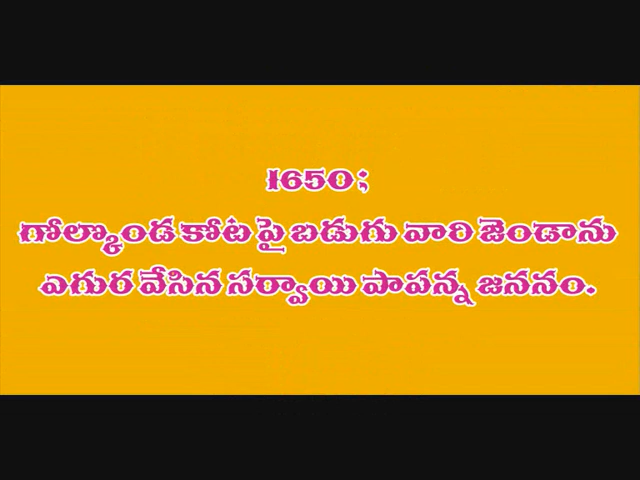 1650;
గోల్కొండ కోట పై బడుగు వారి జెండాను
ఎగుర వేసిన సర్వాయి పాపన్న జననం.